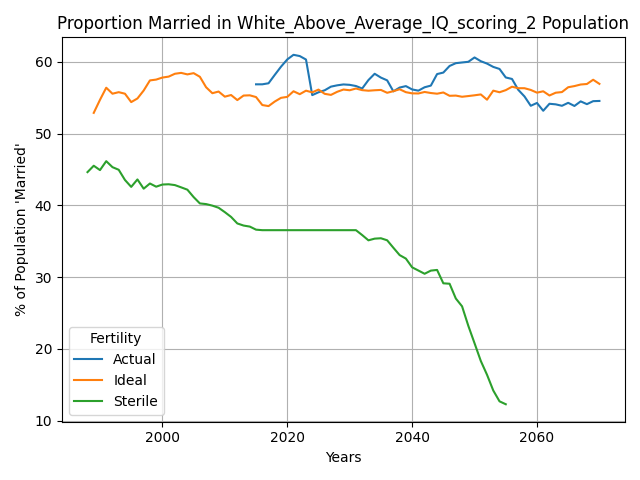 Proportion Married in White_Above_Average_IQ_scoring_2 Population
% of Population 'Married'
60
50
40
30
20
10
Fertility
Actual
Ideal
Sterile
2000 2020 2040 2060
Years